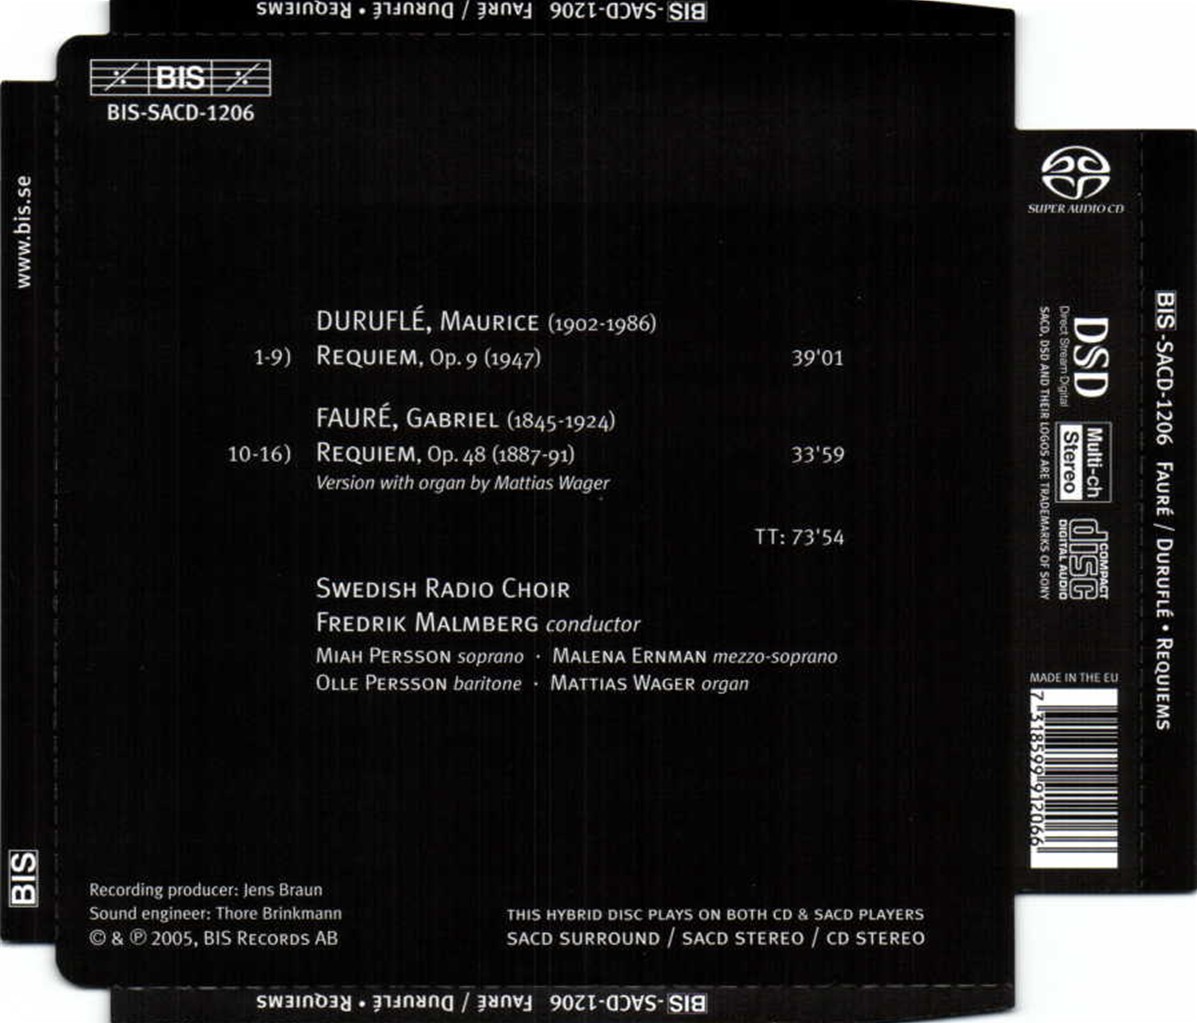 BIS-SACD-1206 FAURÉ / DURUFLÉ • REQUIEMS
BIS
BIS-SACD-1206
www.bis.se
BIS
DURUFLÉ, MAURICE (1902-1986)
1-9) REQUIEM, Op. 9 (1947) 39'01
FAURÉ, GABRIEL (1845-1924)
10-16) REQUIEM, Op. 48 (1887-91) 33'59
Version with organ by Mattias Wager
TT: 73'54
SWEDISH RADIO CHOIR
FREDRIK MALMBERG conductor
MIAH PERSSON soprano · MALENA ERNMAN mezzo-soprano
OLLE PERSSON baritone · MATTIAS WAGER organ
Recording producer: Jens Braun
Sound engineer: Thore Brinkmann
© & ℗ 2005, BIS RECORDS AB
THIS HYBRID DISC PLAYS ON BOTH CD & SACD PLAYERS
SACD SURROUND / SACD STEREO / CD STEREO
SUPER AUDIO CD
DSD
Direct Stream Digital
SACD, DSD AND THEIR LOGOS ARE TRADEMARKS OF SONY
Multi-ch
Stereo
COMPACT
disc
DIGITAL AUDIO
MADE IN THE EU
7 318599 912066
BIS-SACD-1206 FAURÉ / DURUFLÉ • REQUIEMS
BIS-SACD-1206 FAURÉ / DURUFLÉ • REQUIEMS